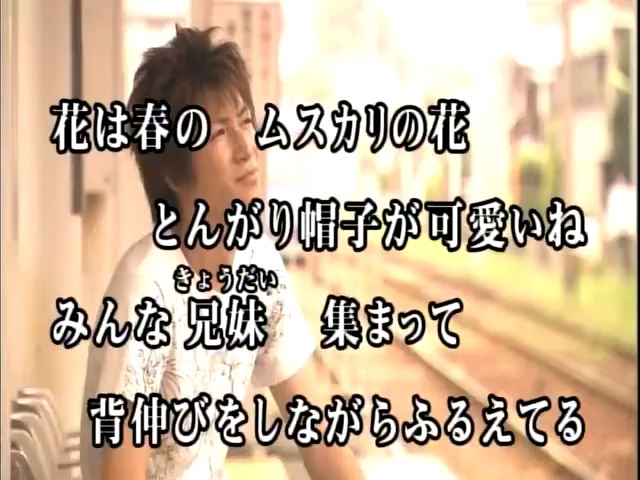 花は春の　ムスカリの花
とんがり帽子が可愛いね
きょうだい
みんな兄妹　集まって
背伸びをしながらふるえてる